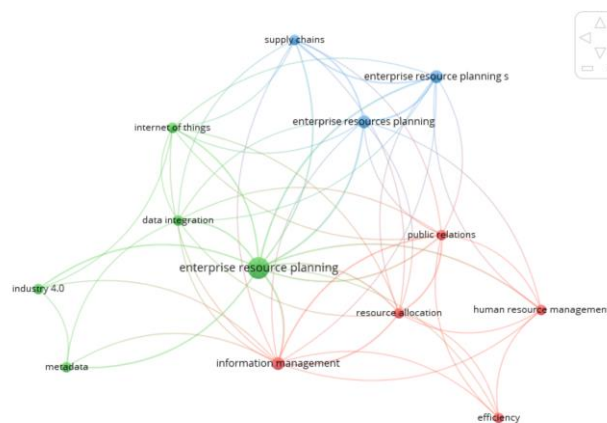 supply chains
enterprise resource planning s
enterprise resources planning
internet of things
data integration
public relations
enterprise resource planning
industry 4.0
resource allocation
human resource management
metadata
information management
efficiency